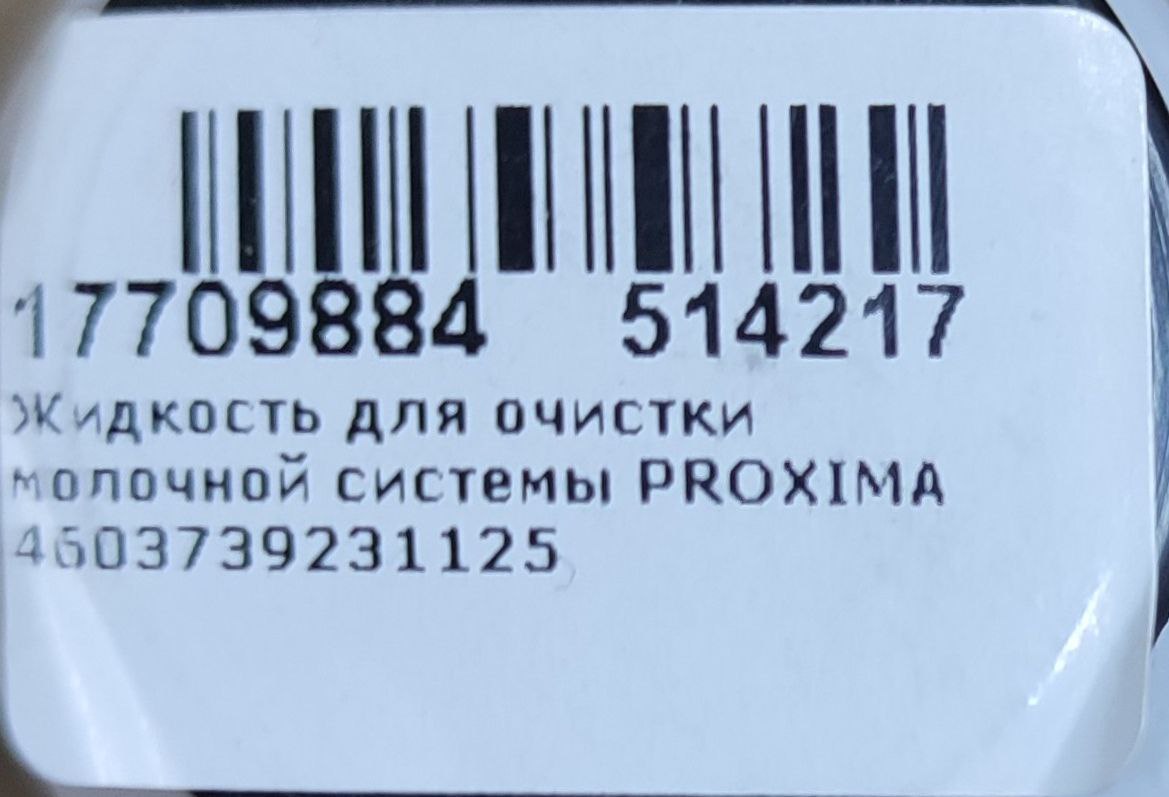 17709884 514217
Жидкость для очистки
молочной системы PROXIMA
4603739231125